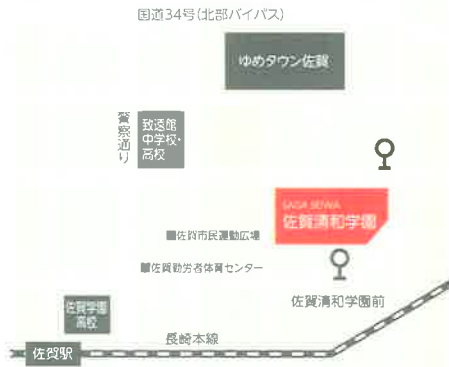 国道34号(北部バイパス)
ゆめタウン佐賀
警察通り
致遠館
中学校・
高校
SAGA SEIWA
佐賀清和学園
■佐賀市民運動広場
■佐賀勤労者体育センター
佐賀清和学園前
佐賀学園
高校
長崎本線
佐賀駅